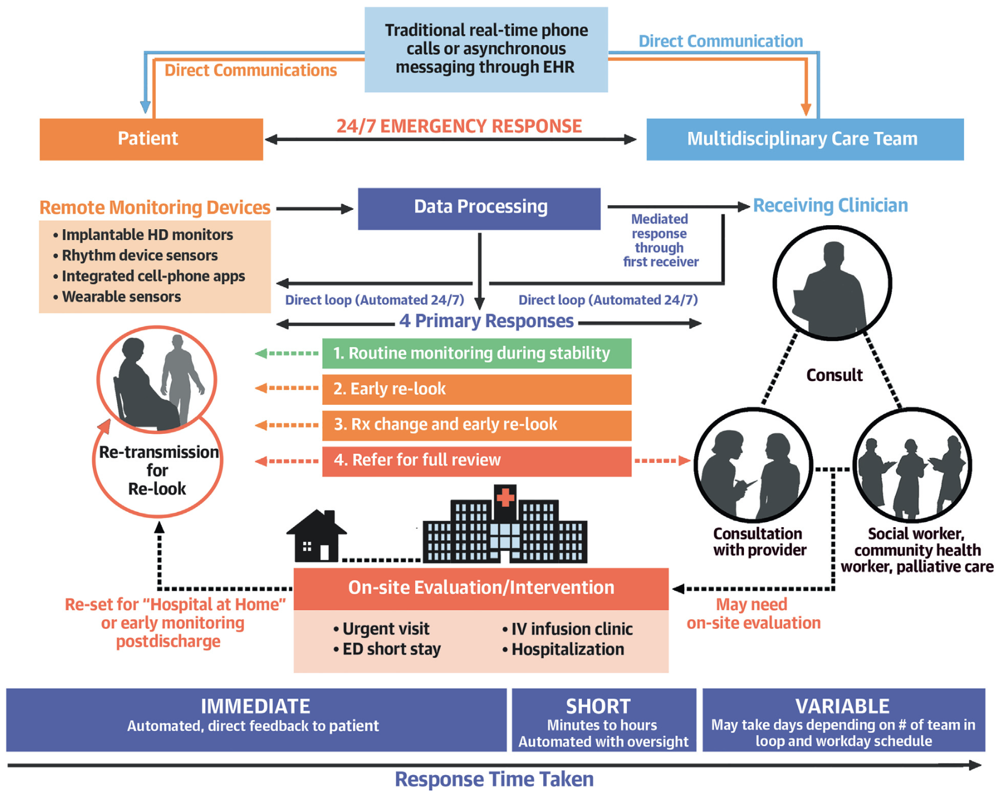 Traditional real-time phone
calls or asynchronous
messaging through EHR
Direct Communication
Direct Communications
Patient
24/7 EMERGENCY RESPONSE
Multidisciplinary Care Team
Remote Monitoring Devices
• Implantable HD monitors
• Rhythm device sensors
• Integrated cell-phone apps
• Wearable sensors
Data Processing
Mediated
response
through
first receiver
Receiving Clinician
Direct loop (Automated 24/7)
Direct loop (Automated 24/7)
4 Primary Responses
1. Routine monitoring during stability
2. Early re-look
3. Rx change and early re-look
4. Refer for full review
Re-transmission
for
Re-look
Consult
Consultation
with provider
Social worker,
community health
worker, palliative care
On-site Evaluation/Intervention
• Urgent visit
• ED short stay
• IV infusion clinic
• Hospitalization
Re-set for “Hospital at Home”
or early monitoring
postdischarge
May need
on-site evaluation
IMMEDIATE
Automated, direct feedback to patient
SHORT
Minutes to hours
Automated with oversight
VARIABLE
May take days depending on # of team in
loop and workday schedule
Response Time Taken